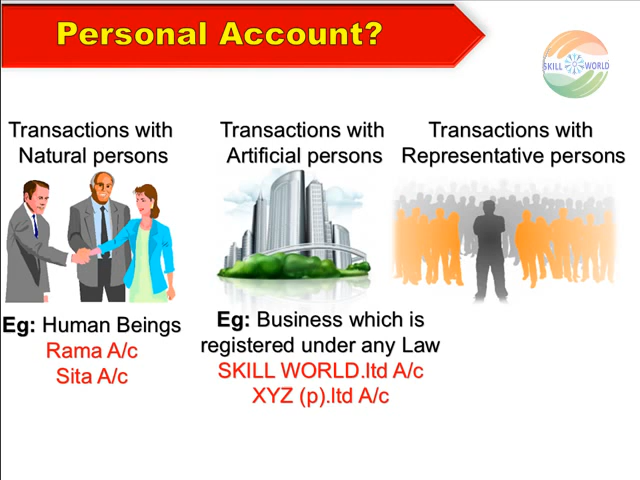 Personal Account?
SKILL WORLD
Transactions with
Natural persons
Transactions with
Artificial persons
Transactions with
Representative persons
Eg: Human Beings
Rama A/c
Sita A/c
Eg: Business which is
registered under any Law
SKILL WORLD.ltd A/c
XYZ (p).ltd A/c